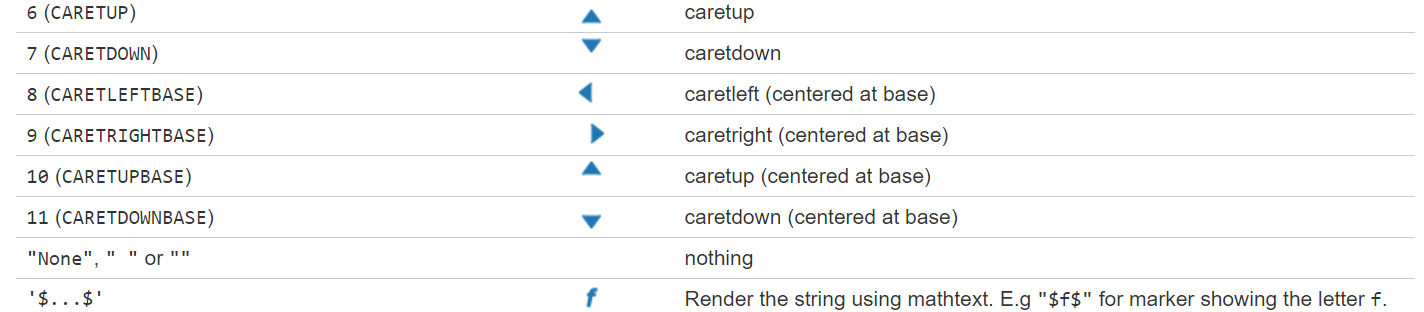 6 (CARETUP) caretup
7 (CARETDOWN) caretdown
8 (CARETLEFTBASE) caretleft (centered at base)
9 (CARETRIGHTBASE) caretright (centered at base)
10 (CARETUPBASE) caretup (centered at base)
11 (CARETDOWNBASE) caretdown (centered at base)
"None", " " or "" nothing
'$...$' f Render the string using mathtext. E.g "$f$" for marker showing the letter f.